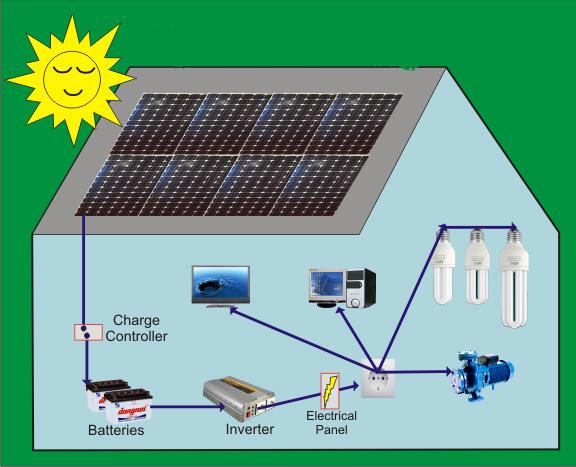 Charge
Controller
Batteries
Inverter
Electrical
Panel